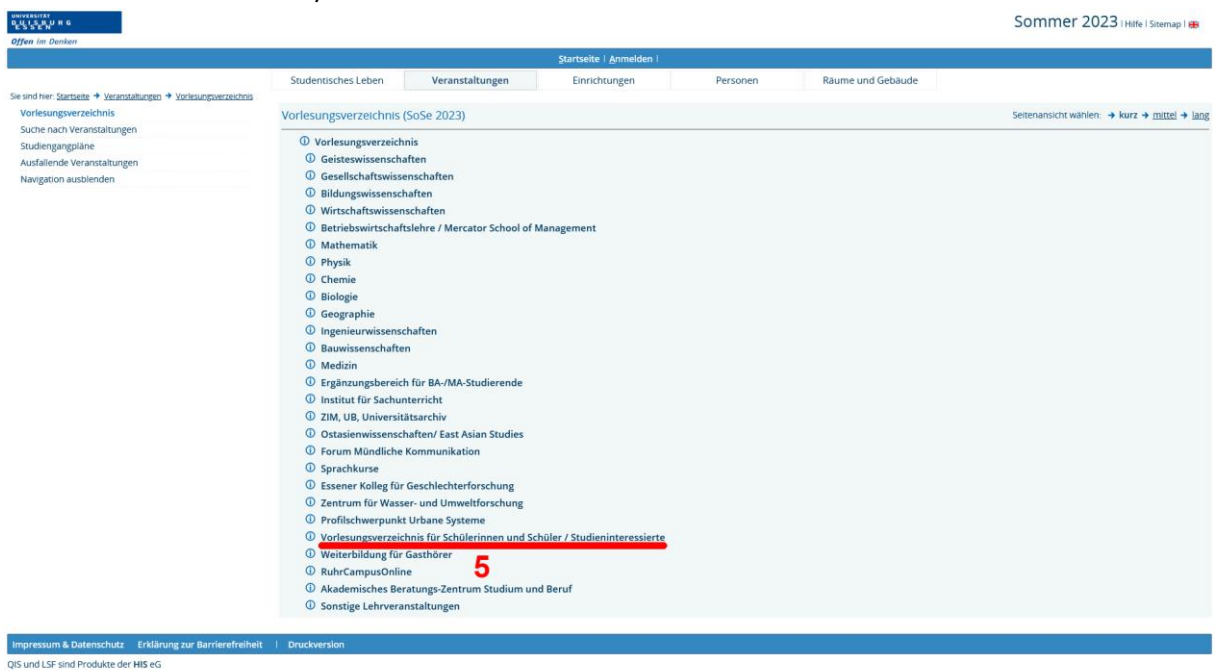 UNIVERSITÄT
DUISBURG
ESSEN
Offen im Denken
Sommer 2023 | Hilfe | Sitemap |
Startseite | Anmelden |
Studentisches Leben Veranstaltungen Einrichtungen Personen Räume und Gebäude
Sie sind hier: Startseite ➔ Veranstaltungen ➔ Vorlesungsverzeichnis
Vorlesungsverzeichnis
Suche nach Veranstaltungen
Studiengangpläne
Ausfallende Veranstaltungen
Navigation ausblenden
Vorlesungsverzeichnis (SoSe 2023) Seitenansicht wählen: ➔ kurz ➔ mittel ➔ lang
Vorlesungsverzeichnis
Geisteswissenschaften
Gesellschaftswissenschaften
Bildungswissenschaften
Wirtschaftswissenschaften
Betriebswirtschaftslehre / Mercator School of Management
Mathematik
Physik
Chemie
Biologie
Geographie
Ingenieurwissenschaften
Bauwissenschaften
Medizin
Ergänzungsbereich für BA-/MA-Studierende
Institut für Sachunterricht
ZIM, UB, Universitätsarchiv
Ostasienwissenschaften/ East Asian Studies
Forum Mündliche Kommunikation
Sprachkurse
Essener Kolleg für Geschlechterforschung
Zentrum für Wasser- und Umweltforschung
Profilschwerpunkt Urbane Systeme
Vorlesungsverzeichnis für Schülerinnen und Schüler / Studieninteressierte
Weiterbildung für Gasthörer
5
RuhrCampusOnline
Akademisches Beratungs-Zentrum Studium und Beruf
Sonstige Lehrveranstaltungen
Impressum & Datenschutz Erklärung zur Barrierefreiheit | Druckversion
QIS und LSF sind Produkte der HIS eG